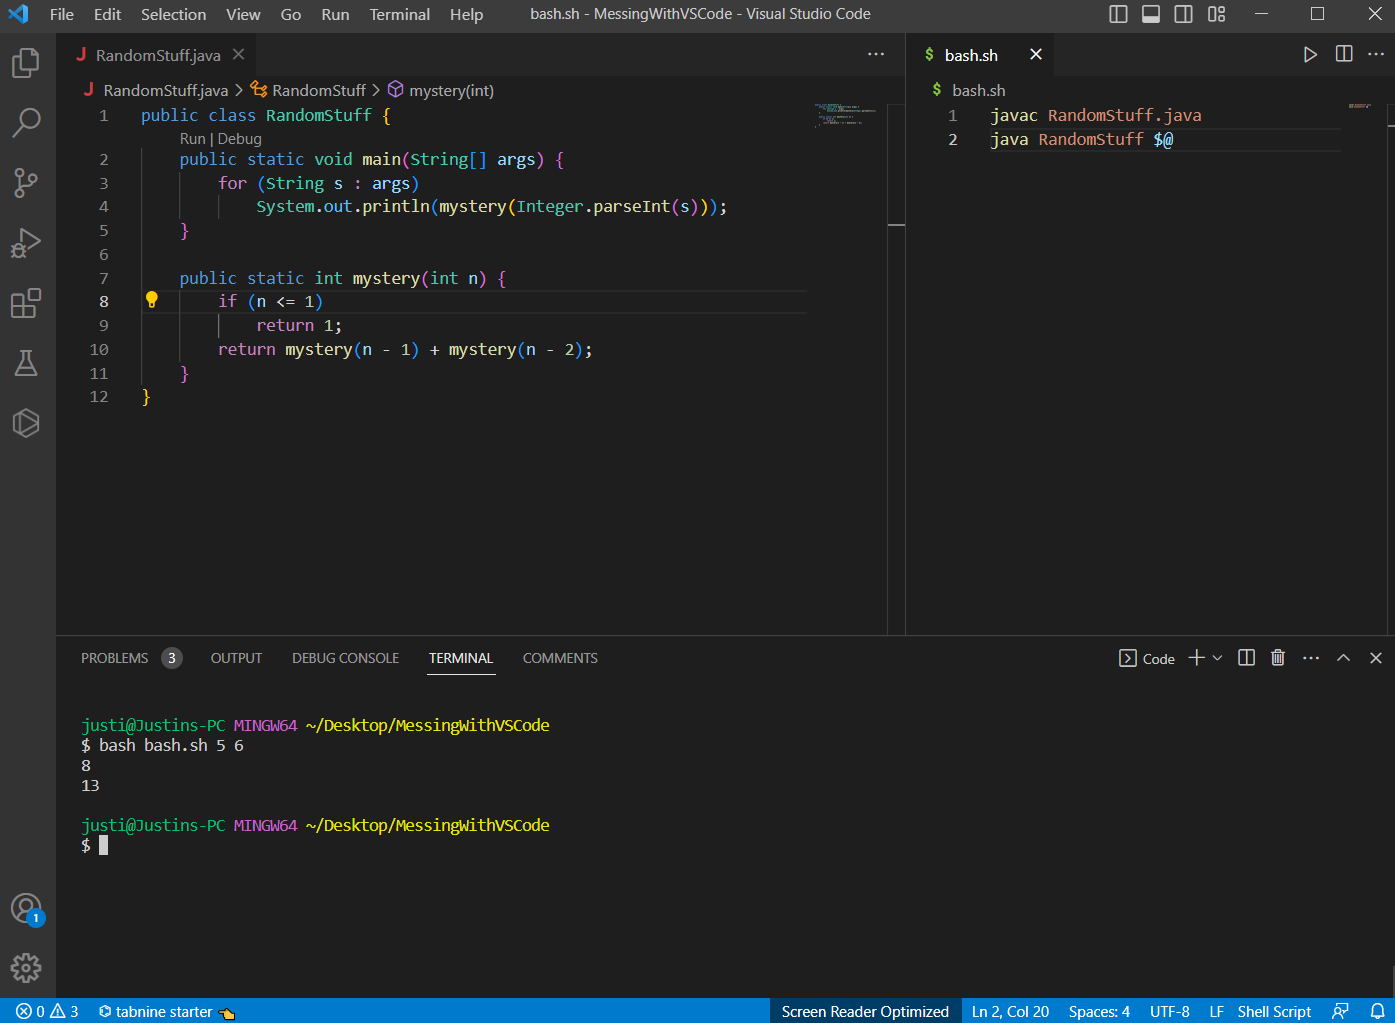 File Edit Selection View Go Run Terminal Help bash.sh - MessingWithVSCode - Visual Studio Code
J RandomStuff.java
J RandomStuff.java > RandomStuff > mystery(int)
1 public class RandomStuff {
Run | Debug
2 public static void main(String[] args) {
3 for (String s : args)
4 System.out.println(mystery(Integer.parseInt(s)));
5 }
6
7 public static int mystery(int n) {
8 if (n <= 1)
9 return 1;
10 return mystery(n - 1) + mystery(n - 2);
11 }
12 }
$ bash.sh
$ bash.sh
1 javac RandomStuff.java
2 java RandomStuff $@
PROBLEMS 3 OUTPUT DEBUG CONSOLE TERMINAL COMMENTS Code
justi@Justins-PC MINGW64 ~/Desktop/MessingWithVSCode
$ bash bash.sh 5 6
8
13
justi@Justins-PC MINGW64 ~/Desktop/MessingWithVSCode
$
1
0 3 tabnine starter Screen Reader Optimized Ln 2, Col 20 Spaces: 4 UTF-8 LF Shell Script